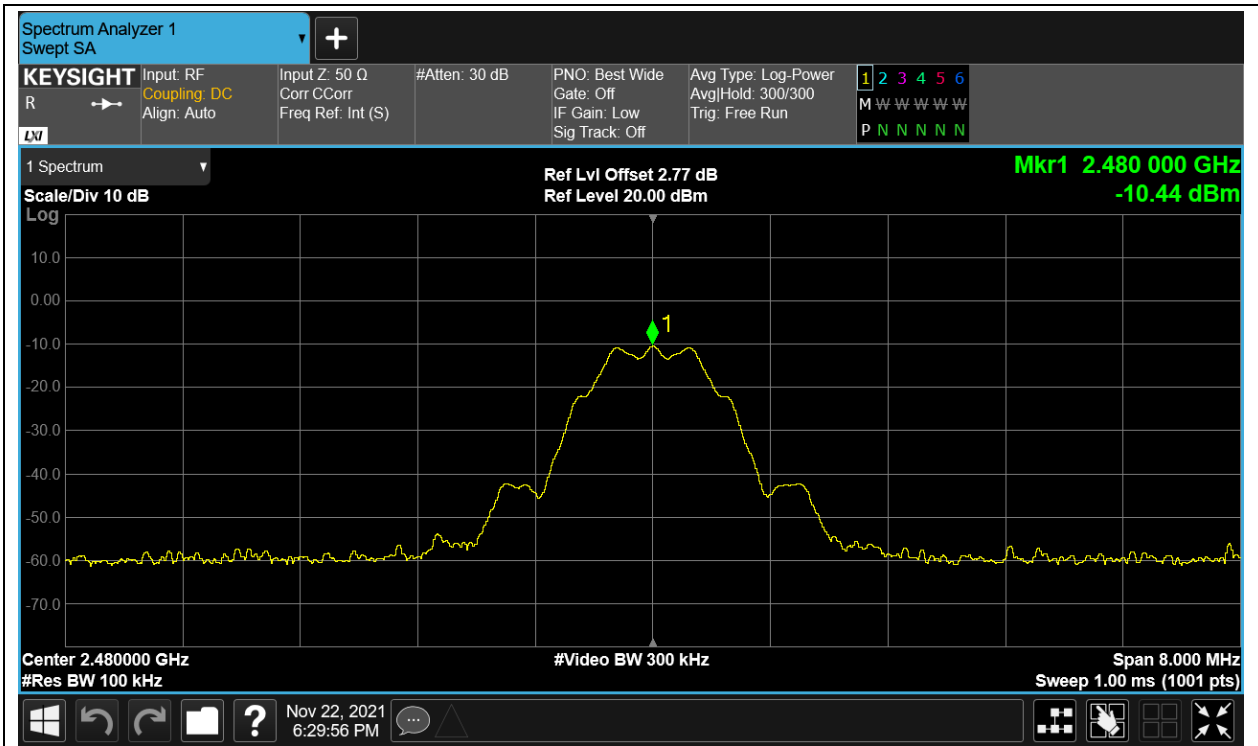 Spectrum Analyzer 1
Swept SA
KEYSIGHT
R
LXI
Input: RF
Coupling: DC
Align: Auto
Input Z: 50 Ω
Corr CCorr
Freq Ref: Int (S)
#Atten: 30 dB
PNO: Best Wide
Gate: Off
IF Gain: Low
Sig Track: Off
Avg Type: Log-Power
Avg|Hold: 300/300
Trig: Free Run
1 2 3 4 5 6
M W W W W W W
P N N N N N N
1 Spectrum
Scale/Div 10 dB
Log
Ref Lvl Offset 2.77 dB
Ref Level 20.00 dBm
Mkr1 2.480 000 GHz
-10.44 dBm
1
10.0
0.00
-10.0
-20.0
-30.0
-40.0
-50.0
-60.0
-70.0
Center 2.480000 GHz
#Video BW 300 kHz
Span 8.000 MHz
#Res BW 100 kHz
Sweep 1.00 ms (1001 pts)
?
Nov 22, 2021
6:29:56 PM